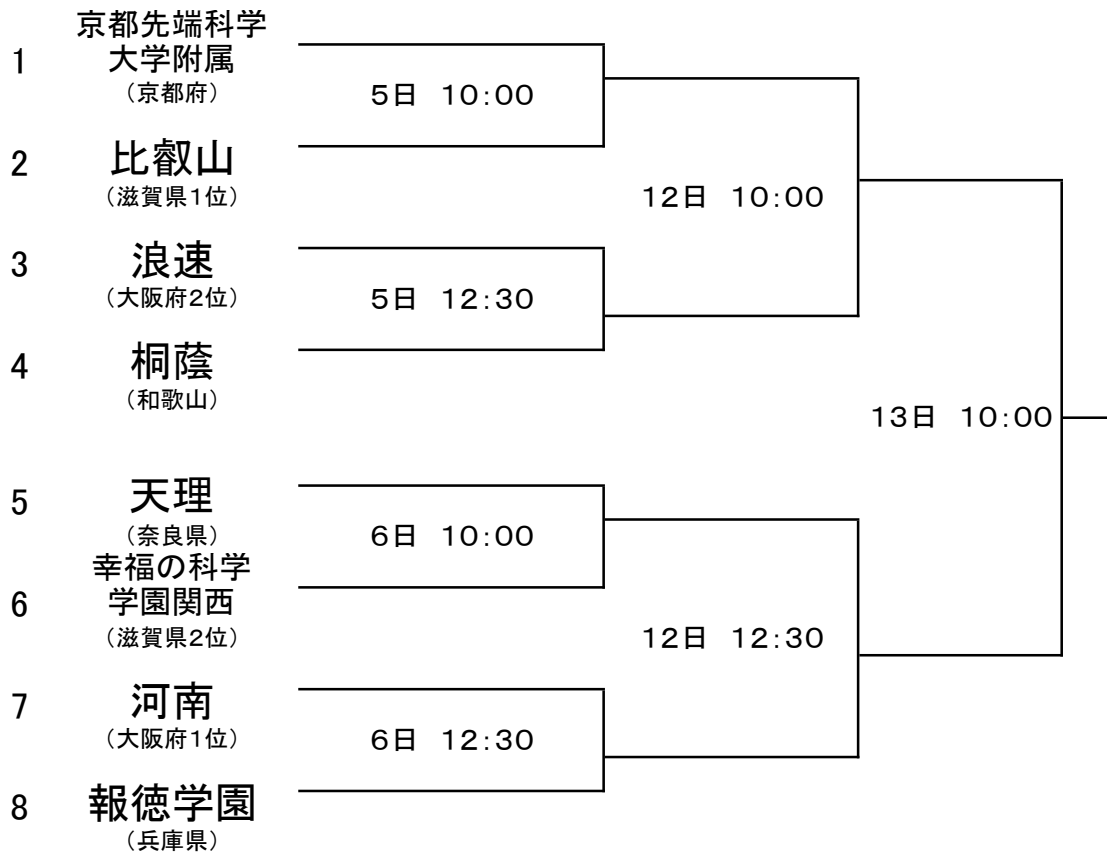 京都先端科学
1 大学附属
（京都府）
5日 10:00
2 比叡山
（滋賀県1位）
12日 10:00
3 浪速
（大阪府2位）
5日 12:30
4 桐蔭
（和歌山）
13日 10:00
5 天理
（奈良県）
6日 10:00
幸福の科学
6 学園関西
（滋賀県2位）
12日 12:30
7 河南
（大阪府1位）
6日 12:30
8 報徳学園
（兵庫県）